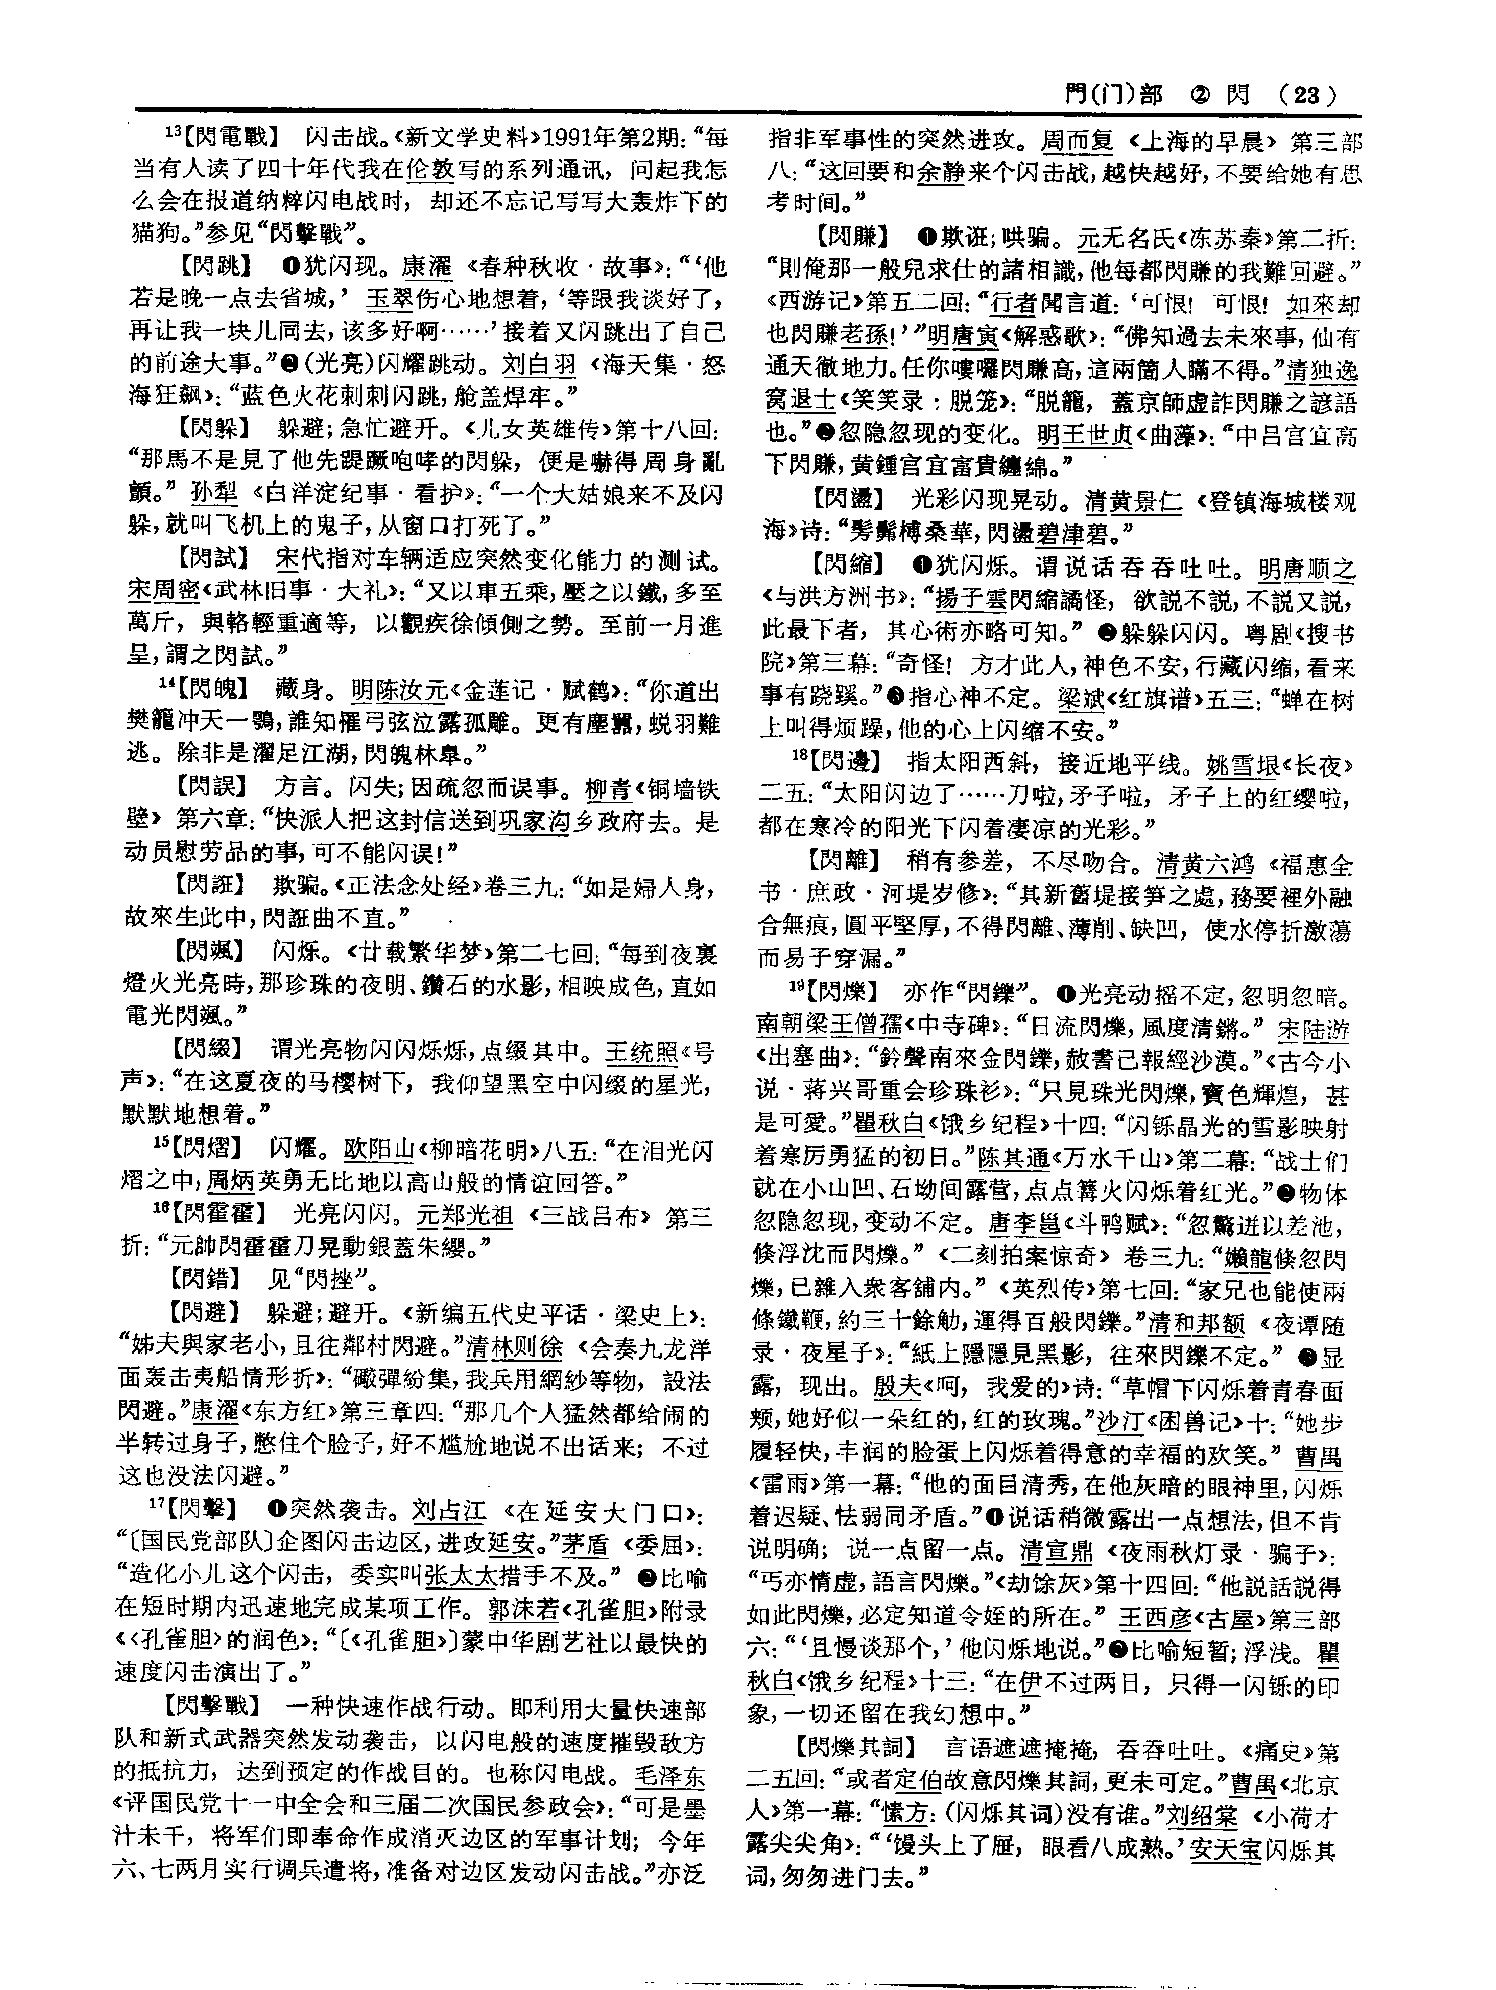 門(门)部 ② 閃 (23)
¹³【閃電戰】 闪击战。《新文学史料》1991年第2期：“每
当有人读了四十年代我在伦敦写的系列通讯，问起我怎
么会在报道纳粹闪电战时，却还不忘记写写大轰炸下的
猫狗。”参见“閃擊戰”。
【閃跳】 ❶犹闪现。康濯《春种秋收·故事》：“‘他
若是晚一点去省城，’玉翠伤心地想着，‘等跟我谈好了，
再让我一块儿同去，该多好啊……’接着又闪跳出了自己
的前途大事。”❷(光亮)闪耀跳动。刘白羽《海天集·怒
海狂飙》：“蓝色火花刺刺闪跳，舱盖焊牢。”
【閃躲】 躲避；急忙避开。《儿女英雄传》第十八回：
“那馬不是見了他先踶蹶咆哮的閃躲，便是嚇得周身亂
顫。”孙犁《白洋淀纪事·看护》：“一个大姑娘来不及闪
躲，就叫飞机上的鬼子，从窗口打死了。”
【閃試】 宋代指对车辆适应突然变化能力的测试。
宋周密《武林旧事·大礼》：“又以車五乘，壓之以鐵，多至
萬斤，與輅輕重適等，以觀疾徐傾側之勢。至前一月進
呈，謂之閃試。”
¹⁴【閃魄】 藏身。明陈汝元《金莲记·赋鹤》：“你道出
樊籠冲天一鶚，誰知罹弓弦泣露孤雕。更有塵囂，蜕羽難
逃。除非是濯足江湖，閃魄林臯。”
【閃誤】 方言。闪失；因疏忽而误事。柳青《铜墙铁
壁》第六章：“快派人把这封信送到巩家沟乡政府去。是
动员慰劳品的事，可不能闪误！”
【閃誑】 欺骗。《正法念处经》卷三九：“如是婦人身，
故來生此中，閃誑曲不直。”
【閃颯】 闪烁。《廿载繁华梦》第二七回：“每到夜裏
燈火光亮時，那珍珠的夜明、鑽石的水影，相映成色，直如
電光閃颯。”
【閃綴】 谓光亮物闪闪烁烁，点缀其中。王统照《号
声》：“在这夏夜的马樱树下，我仰望黑空中闪缀的星光，
默默地想着。”
¹⁵【閃熠】 闪耀。欧阳山《柳暗花明》八五：“在泪光闪
熠之中，周炳英勇无比地以高山般的情谊回答。”
¹⁶【閃霍霍】 光亮闪闪。元郑光祖《三战吕布》第三
折：“元帥閃霍霍刀晃動銀蓋朱纓。”
【閃錯】 见“閃挫”。
【閃避】 躲避；避开。《新编五代史平话·梁史上》：
“姊夫與家老小，且往鄰村閃避。”清林则徐《会奏九龙洋
面轰击夷船情形折》：“礮彈紛集，我兵用網紗等物，設法
閃避。”康濯《东方红》第三章四：“那几个人猛然都给闹的
半转过身子，憋住个脸子，好不尴尬地说不出话来；不过
这也没法闪避。”
¹⁷【閃擊】 ❶突然袭击。刘占江《在延安大门口》：
“〔国民党部队〕企图闪击边区，进攻延安。”茅盾《委屈》：
“造化小儿这个闪击，委实叫张太太措手不及。”❷比喻
在短时期内迅速地完成某项工作。郭沫若《孔雀胆》附录
《〈孔雀胆〉的润色》：“〔《孔雀胆》〕蒙中华剧艺社以最快的
速度闪击演出了。”
【閃擊戰】 一种快速作战行动。即利用大量快速部
队和新式武器突然发动袭击，以闪电般的速度摧毁敌方
的抵抗力，达到预定的作战目的。也称闪电战。毛泽东
《评国民党十一中全会和三届二次国民参政会》：“可是墨
汁未干，将军们即奉命作成消灭边区的军事计划；今年
六、七两月实行调兵遣将，准备对边区发动闪击战。”亦泛
指非军事性的突然进攻。周而复《上海的早晨》第三部
八：“这回要和余静来个闪击战，越快越好，不要给她有思
考时间。”
【閃賺】 ❶欺诳；哄骗。元无名氏《冻苏秦》第二折：
“則俺那一般兒求仕的諸相識，他每都閃賺的我難回避。”
《西游记》第五二回：“行者聞言道：‘可恨！可恨！如來却
也閃賺老孫！’”明唐寅《解惑歌》：“佛知過去未來事，仙有
通天徹地力。任你嘍囉閃賺高，這兩箇人瞞不得。”清独逸
窝退士《笑笑录·脱笼》：“脱籠，蓋京師虚詐閃賺之諺語
也。”❷忽隐忽现的变化。明王世贞《曲藻》：“中吕宫宜高
下閃賺，黄鍾宫宜富貴纏綿。”
【閃盪】 光彩闪现晃动。清黄景仁《登镇海城楼观
海》诗：“髣髴榑桑華，閃盪碧津碧。”
【閃縮】 ❶犹闪烁。谓说话吞吞吐吐。明唐顺之
《与洪方洲书》：“揚子雲閃縮譎怪，欲説不説，不説又説，
此最下者，其心術亦略可知。”❷躲躲闪闪。粤剧《搜书
院》第三幕：“奇怪！方才此人，神色不安，行藏闪缩，看来
事有蹊蹊。”❸指心神不定。梁斌《红旗谱》五三：“蝉在树
上叫得烦躁，他的心上闪缩不安。”
¹⁸【閃邊】 指太阳西斜，接近地平线。姚雪垠《长夜》
二五：“太阳闪边了……刀啦，矛子啦，矛子上的红缨啦，
都在寒冷的阳光下闪着凄凉的光彩。”
【閃離】 稍有参差，不尽吻合。清黄六鸿《福惠全
书·庶政·河堤岁修》：“其新舊堤接笋之處，務要裡外融
合無痕，圓平堅厚，不得閃離、薄削、缺凹，使水停折激蕩
而易于穿漏。”
¹⁹【閃爍】 亦作“閃鑠”。❶光亮动摇不定，忽明忽暗。
南朝梁王僧孺《中寺碑》：“日流閃爍，風度清鏘。”宋陆游
《出塞曲》：“鈴聲南來金閃鑠，赦書已報經沙漠。”《古今小
说·蒋兴哥重会珍珠衫》：“只見珠光閃爍，寳色輝煌，甚
是可愛。”瞿秋白《饿乡纪程》十四：“闪铄晶光的雪影映射
着寒厉勇猛的初日。”陈其通《万水千山》第二幕：“战士们
就在小山凹、石坳间露营，点点篝火闪烁着红光。”❷物体
忽隐忽现，变动不定。唐李邕《斗鸭赋》：“忽驚迸以差池，
倏浮沈而閃爍。”《二刻拍案惊奇》卷三九：“嬾龍倏忽閃
爍，已雜入衆客舖内。”《英烈传》第七回：“家兄也能使兩
條鐵鞭，約三十餘觔，運得百般閃鑠。”清和邦额《夜谭随
录·夜星子》：“紙上隱隱見黑影，往來閃鑠不定。”❸显
露，现出。殷夫《呵，我爱的》诗：“草帽下闪烁着青春面
颊，她好似一朵红的，红的玫瑰。”沙汀《困兽记》十：“她步
履轻快，丰润的脸蛋上闪烁着得意的幸福的欢笑。”曹禺
《雷雨》第一幕：“他的面目清秀，在他灰暗的眼神里，闪烁
着迟疑、怯弱同矛盾。”❹说话稍微露出一点想法，但不肯
说明确；说一点留一点。清宣鼎《夜雨秋灯录·骗子》：
“丐亦情虚，語言閃爍。”《劫馀灰》第十四回：“他說話說得
如此閃爍，必定知道令姪的所在。”王西彦《古屋》第三部
六：“‘且慢谈那个，’他闪烁地说。”❺比喻短暂；浮浅。瞿
秋白《饿乡纪程》十三：“在伊不过两日，只得一闪铄的印
象，一切还留在我幻想中。”
【閃爍其詞】 言语遮遮掩掩，吞吞吐吐。《痛史》第
二五回：“或者定伯故意閃爍其詞，更未可定。”曹禺《北京
人》第一幕：“愫方：(闪烁其词)没有谁。”刘绍棠《小荷才
露尖尖角》：“‘馒头上了屉，眼看八成熟。’安天宝闪烁其
词，匆匆进门去。”